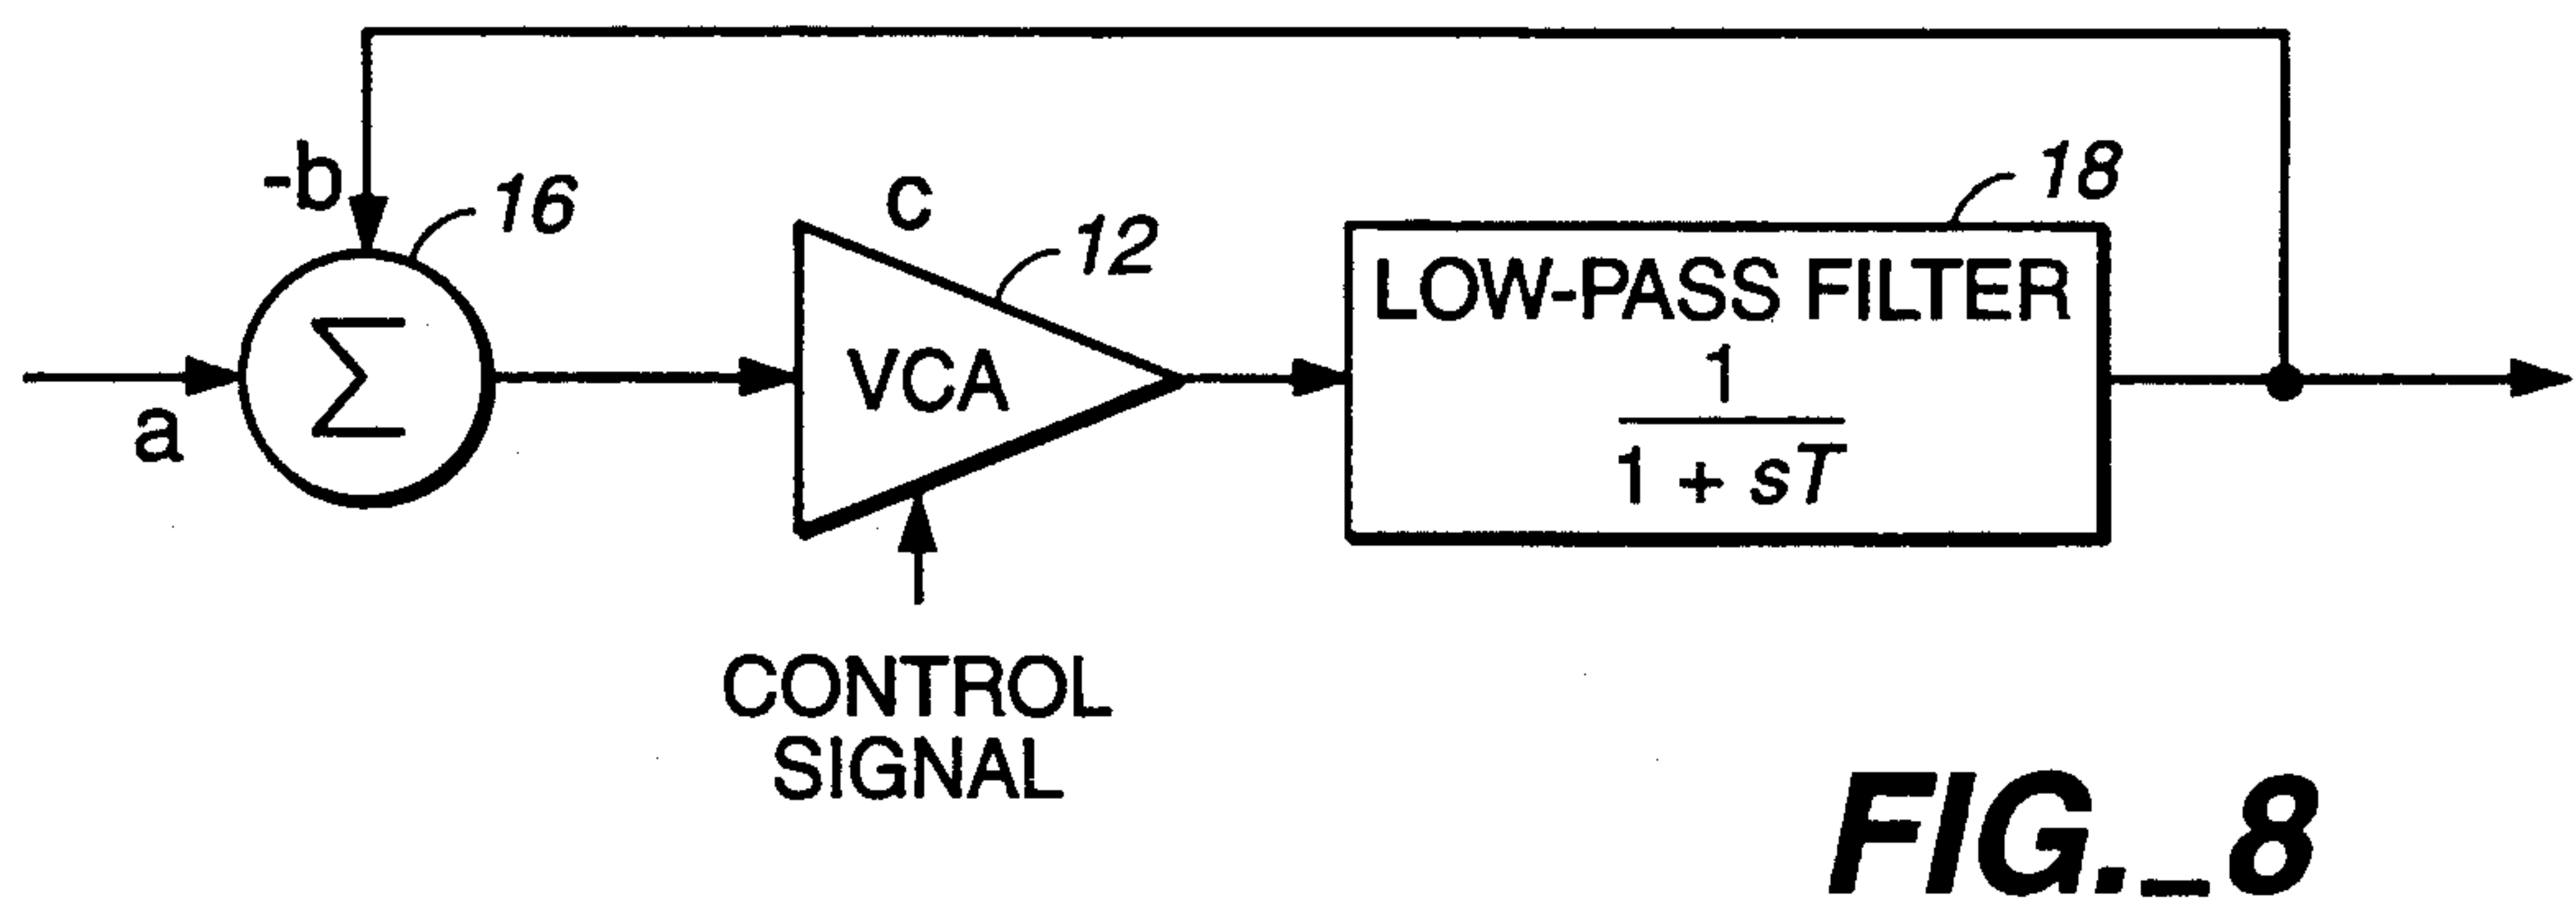 -b
16
c
12
18
LOW-PASS FILTER
1
1 + sT
Σ
VCA
a
CONTROL
SIGNAL
FIG._8